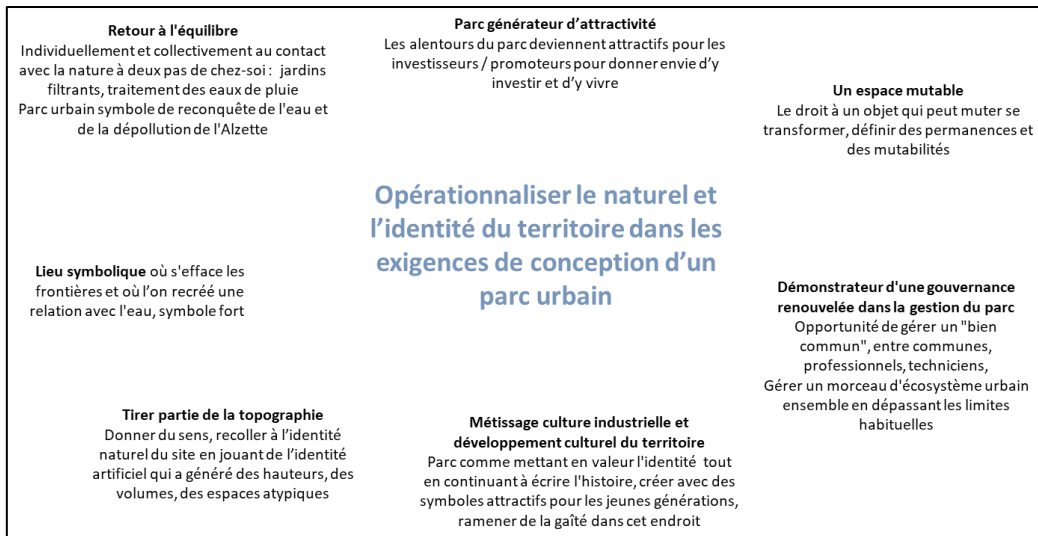 Retour à l'équilibre
Individuellement et collectivement au contact
avec la nature à deux pas de chez-soi : jardins
filtrants, traitement des eaux de pluie
Parc urbain symbole de reconquête de l'eau et
de la dépollution de l'Alzette
Parc générateur d’attractivité
Les alentours du parc deviennent attractifs pour les
investisseurs / promoteurs pour donner envie d’y
investir et d’y vivre
Un espace mutable
Le droit à un objet qui peut muter se
transformer, définir des permanences et
des mutabilités
Opérationnaliser le naturel et
l’identité du territoire dans les
exigences de conception d’un
parc urbain
Lieu symbolique où s'efface les
frontières et où l’on recréé une
relation avec l'eau, symbole fort
Démonstrateur d'une gouvernance
renouvelée dans la gestion du parc
Opportunité de gérer un "bien
commun", entre communes,
professionnels, techniciens,
Gérer un morceau d'écosystème urbain
ensemble en dépassant les limites
habituelles
Tirer partie de la topographie
Donner du sens, recoller à l’identité
naturel du site en jouant de l’identité
artificiel qui a généré des hauteurs, des
volumes, des espaces atypiques
Métissage culture industrielle et
développement culturel du territoire
Parc comme mettant en valeur l'identité tout
en continuant à écrire l'histoire, créer avec des
symboles attractifs pour les jeunes générations,
ramener de la gaîté dans cet endroit